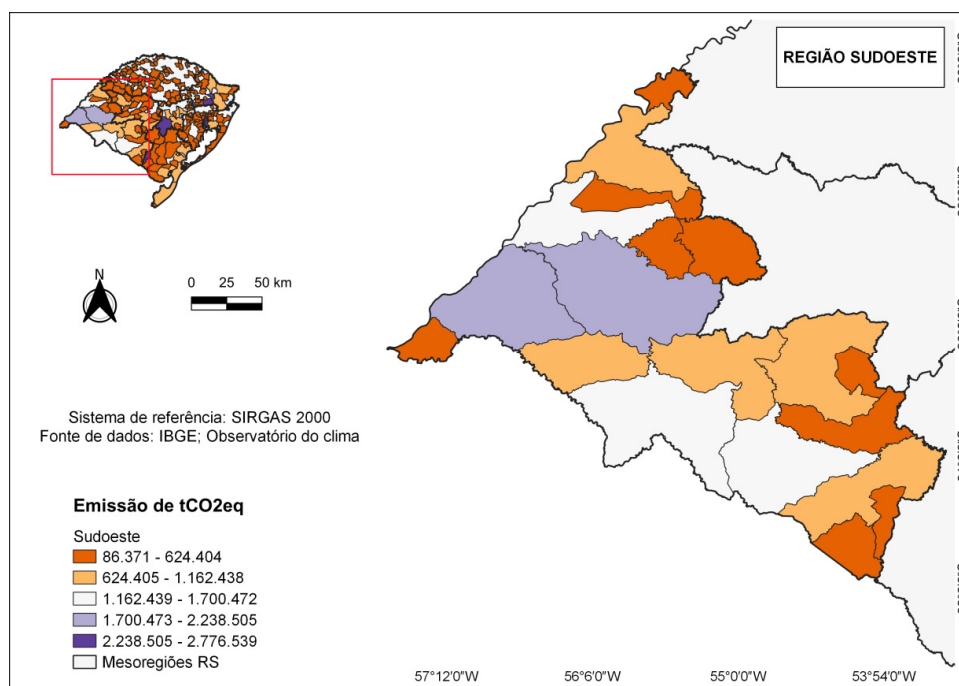 REGIÃO SUDOESTE
N
0 25 50 km
Sistema de referência: SIRGAS 2000
Fonte de dados: IBGE; Observatório do clima
Emissão de tCO2eq
Sudoeste
86.371 - 624.404
624.405 - 1.162.438
1.162.439 - 1.700.472
1.700.473 - 2.238.505
2.238.505 - 2.776.539
Mesoregiões RS
57°12'0"W 56°6'0"W 55°0'0"W 53°54'0"W